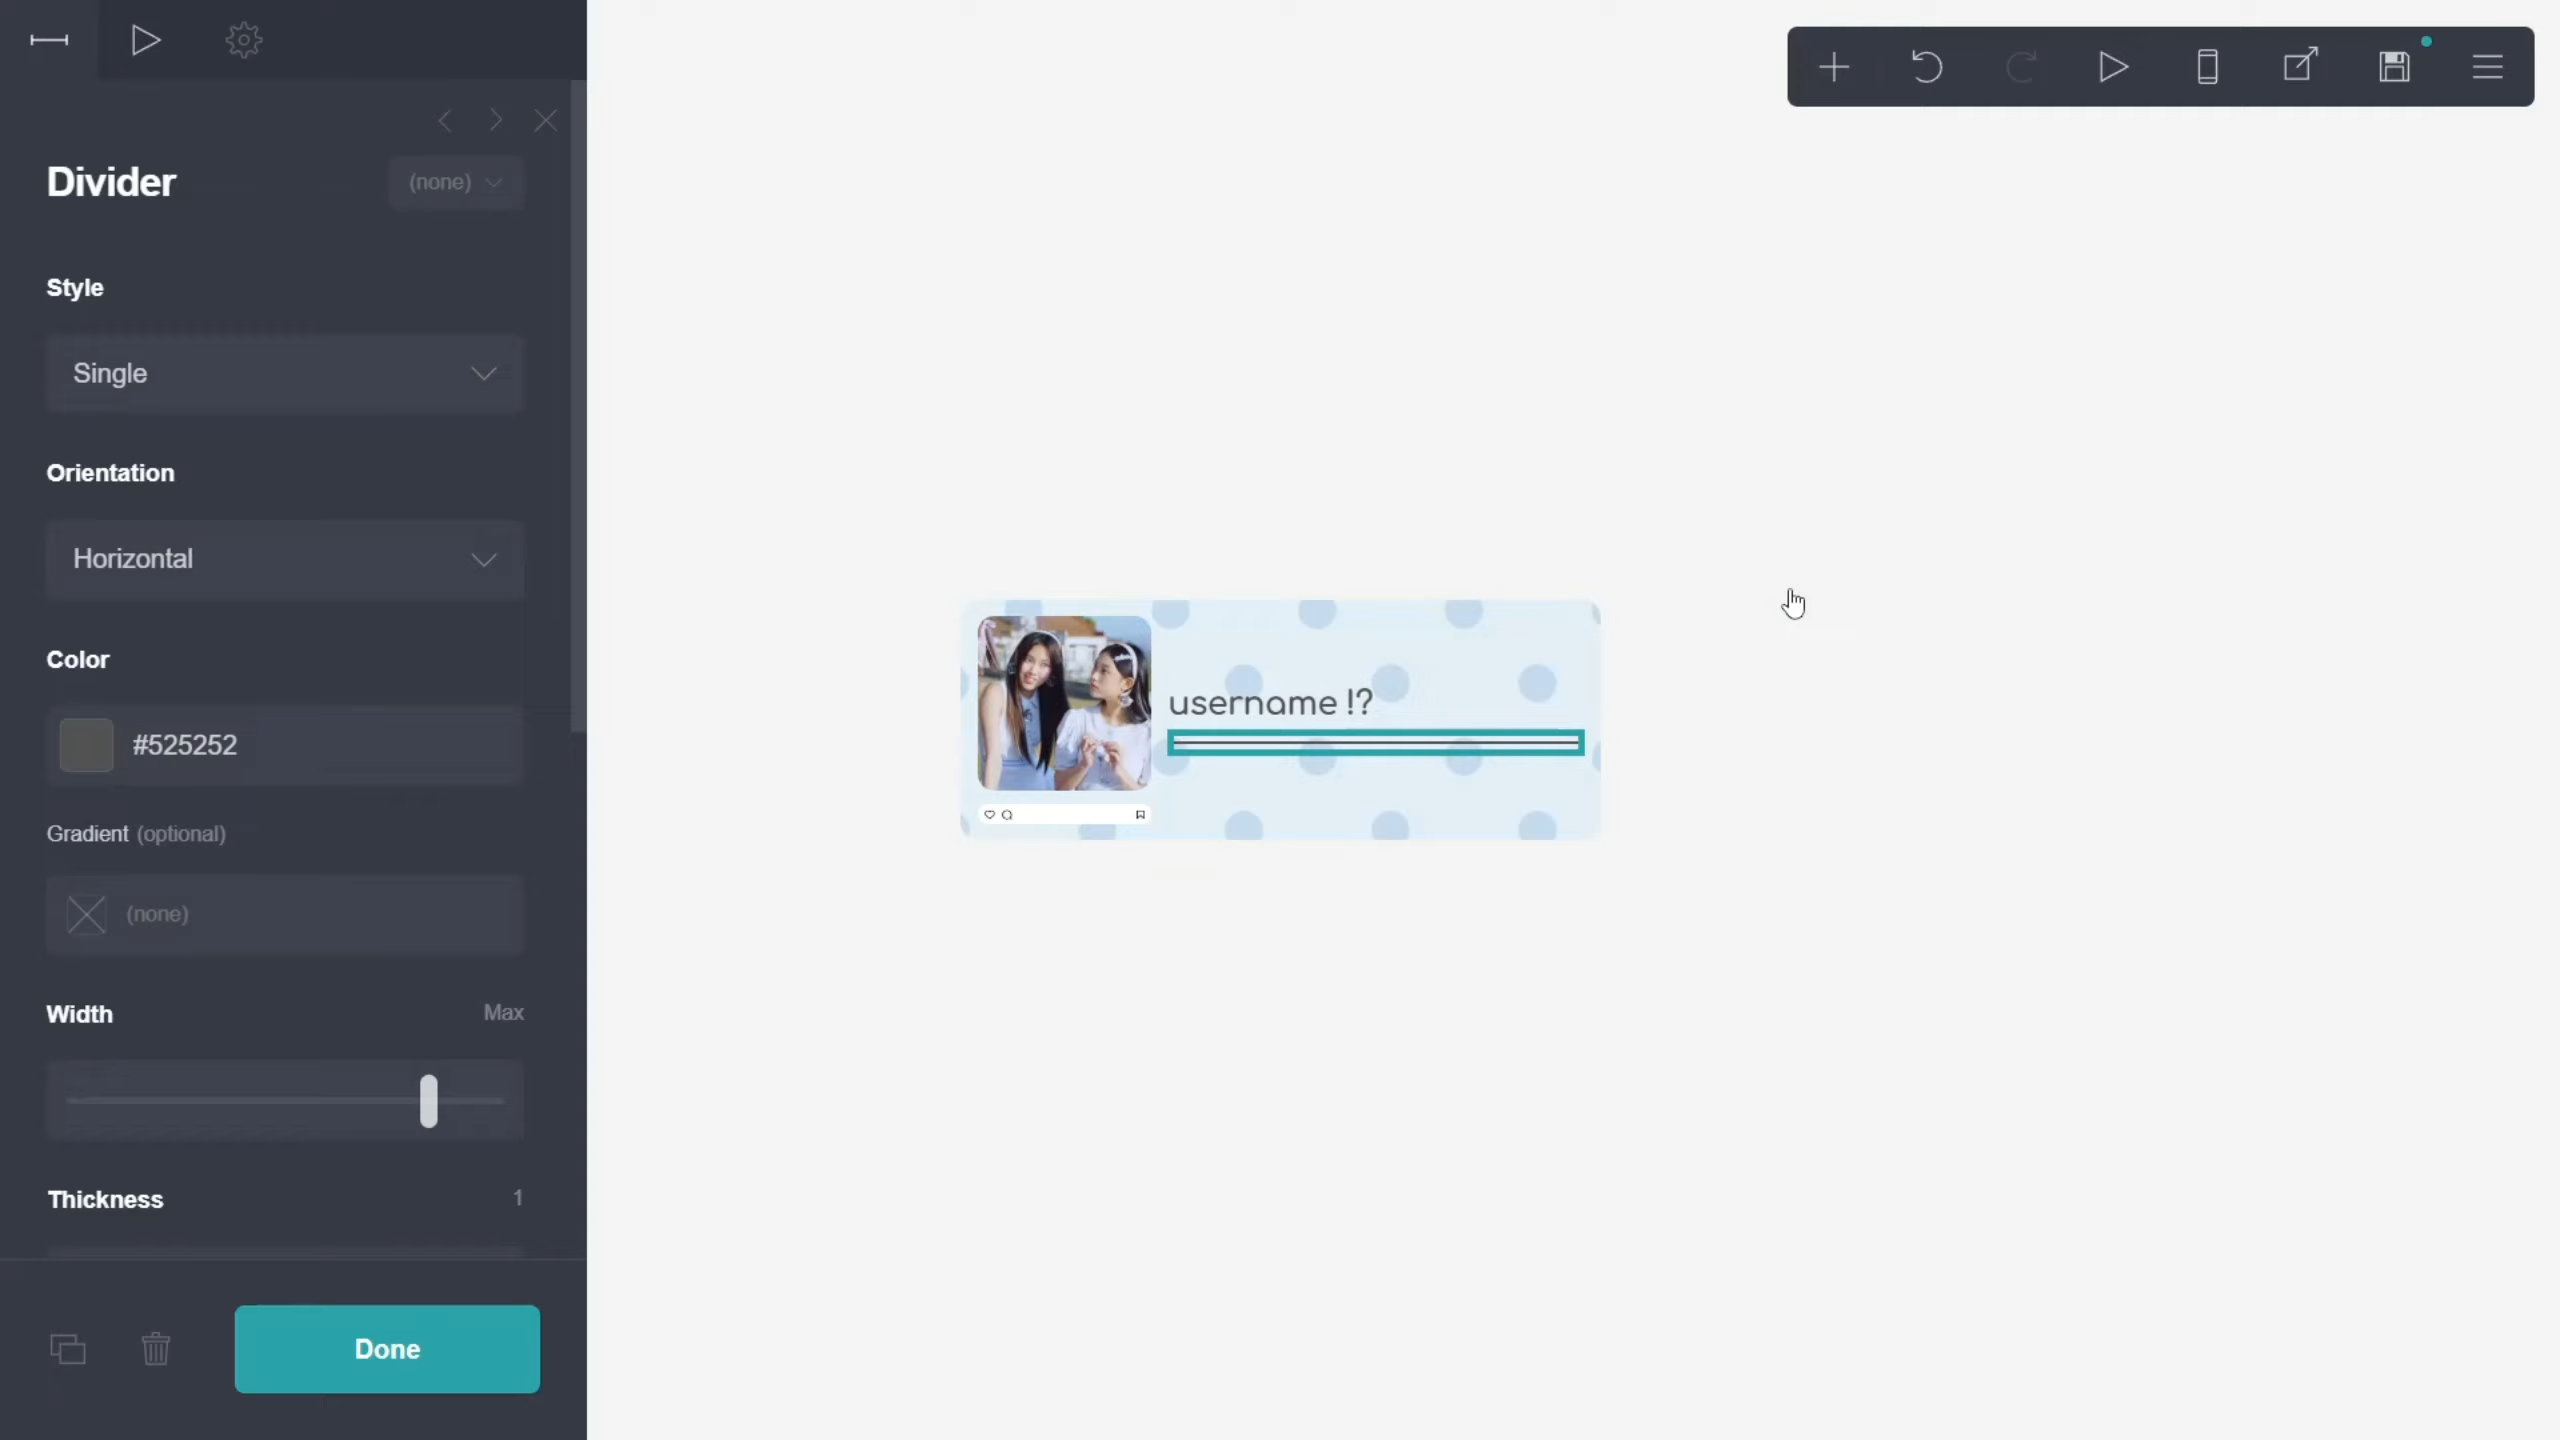 Divider
(none)
Style
Single
Orientation
Horizontal
Color
#525252
Gradient (optional)
(none)
Width Max
Thickness 1
Done
username !?